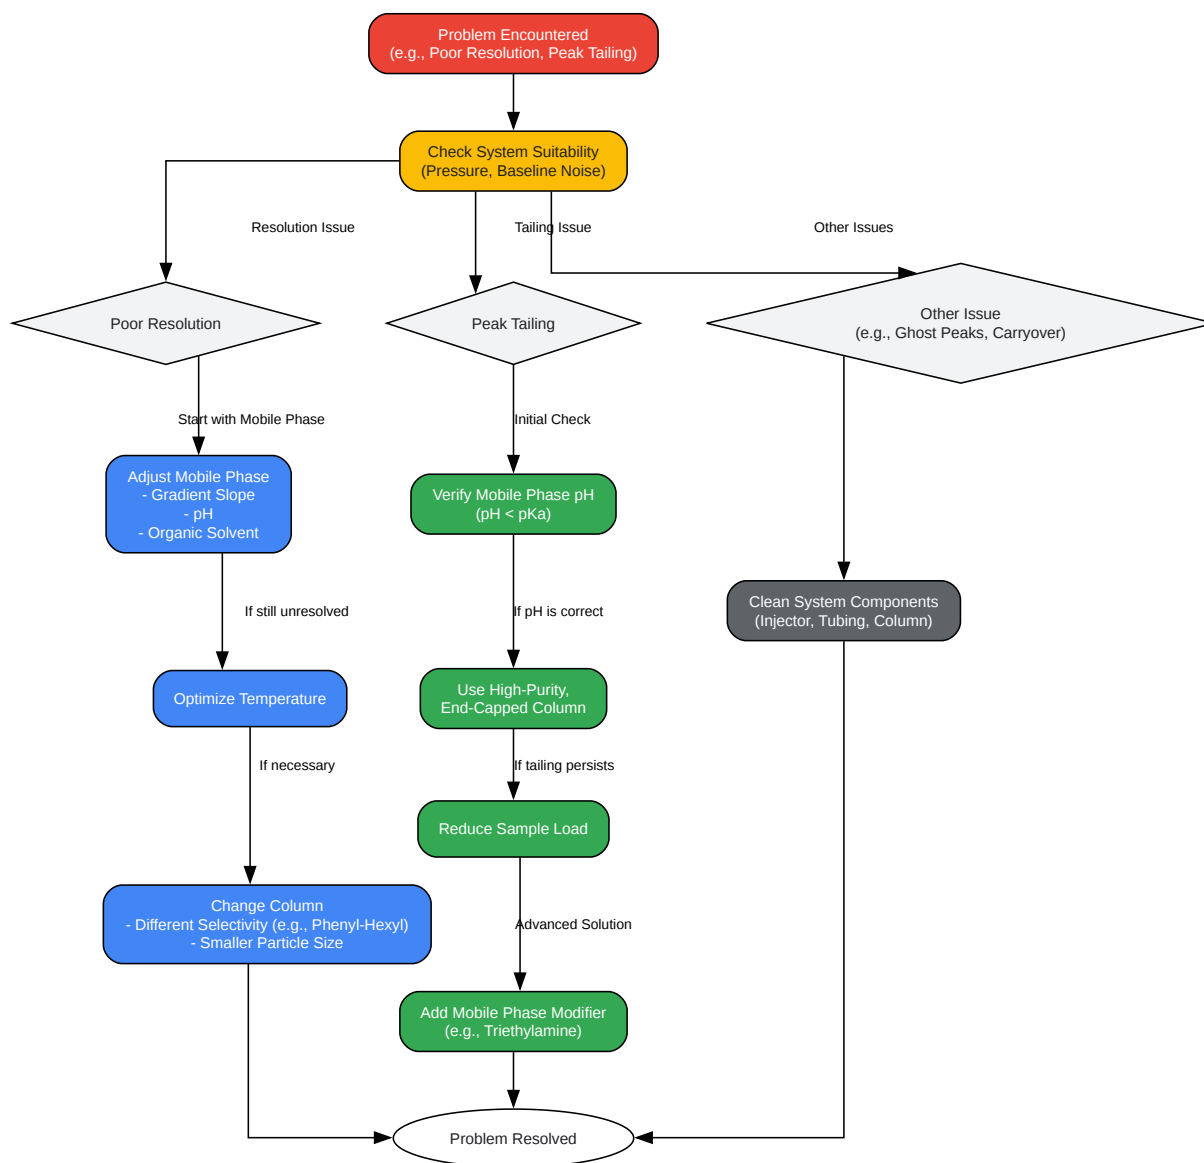 Problem Encountered
(e.g., Poor Resolution, Peak Tailing)
Check System Suitability
(Pressure, Baseline Noise)
Resolution Issue
Tailing Issue
Other Issues
Poor Resolution
Peak Tailing
Other Issue
(e.g., Ghost Peaks, Carryover)
Start with Mobile Phase
Initial Check
Adjust Mobile Phase
- Gradient Slope
- pH
- Organic Solvent
Verify Mobile Phase pH
(pH < pKa)
Clean System Components
(Injector, Tubing, Column)
If still unresolved
If pH is correct
Optimize Temperature
Use High-Purity,
End-Capped Column
If necessary
If tailing persists
Reduce Sample Load
Change Column
- Different Selectivity (e.g., Phenyl-Hexyl)
- Smaller Particle Size
Advanced Solution
Add Mobile Phase Modifier
(e.g., Triethylamine)
Problem Resolved